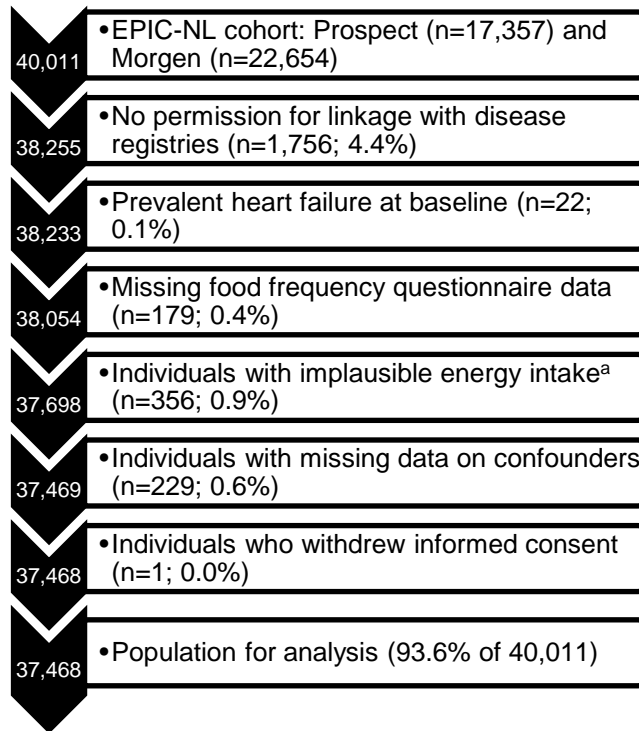 40,011
•EPIC-NL cohort: Prospect (n=17,357) and
Morgen (n=22,654)
38,255
•No permission for linkage with disease
registries (n=1,756; 4.4%)
38,233
•Prevalent heart failure at baseline (n=22;
0.1%)
38,054
•Missing food frequency questionnaire data
(n=179; 0.4%)
37,698
•Individuals with implausible energy intakeᵃ
(n=356; 0.9%)
37,469
•Individuals with missing data on confounders
(n=229; 0.6%)
37,468
•Individuals who withdrew informed consent
(n=1; 0.0%)
37,468
•Population for analysis (93.6% of 40,011)